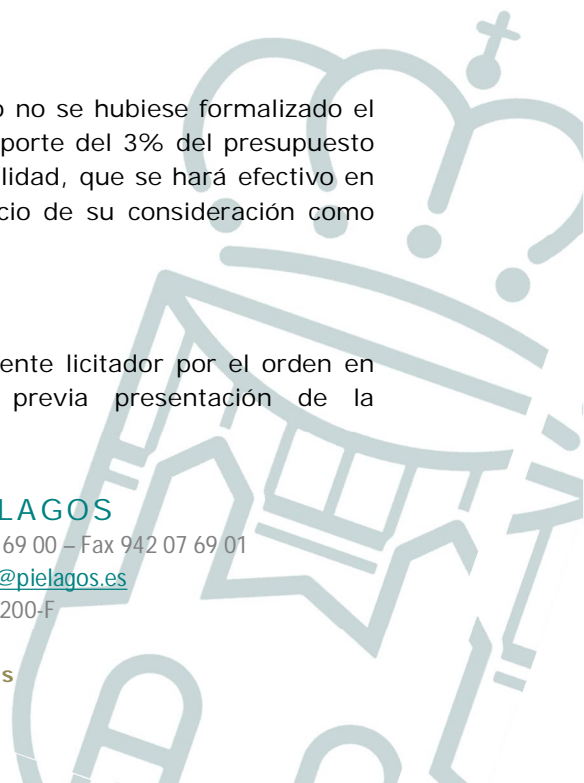 o no se hubiese formalizado el
porte del 3% del presupuesto
lidad, que se hará efectivo en
cio de su consideración como
ente licitador por el orden en
previa presentación de la
LAGOS
69 00 – Fax 942 07 69 01
@pielagos.es
200-F
s